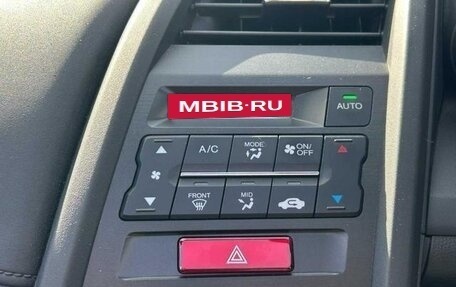 MBIB·RU
AUTO
A/C MODE ON/OFF
FRONT MID